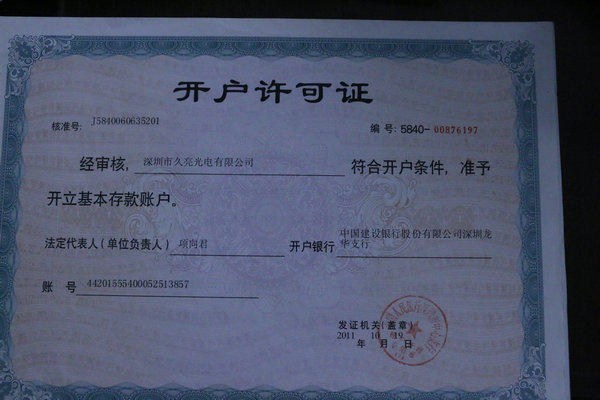 开户许可证
核准号: J5840060635201 编号: 5840-00876197
经审核, 深圳市久亮光电有限公司 符合开户条件, 准予
开立基本存款账户。
法定代表人(单位负责人) 项向君 开户银行 中国建设银行股份有限公司深圳龙
华支行
账 号 44201555400052513857
发证机关(盖章)
2011 10 19
年 月 日